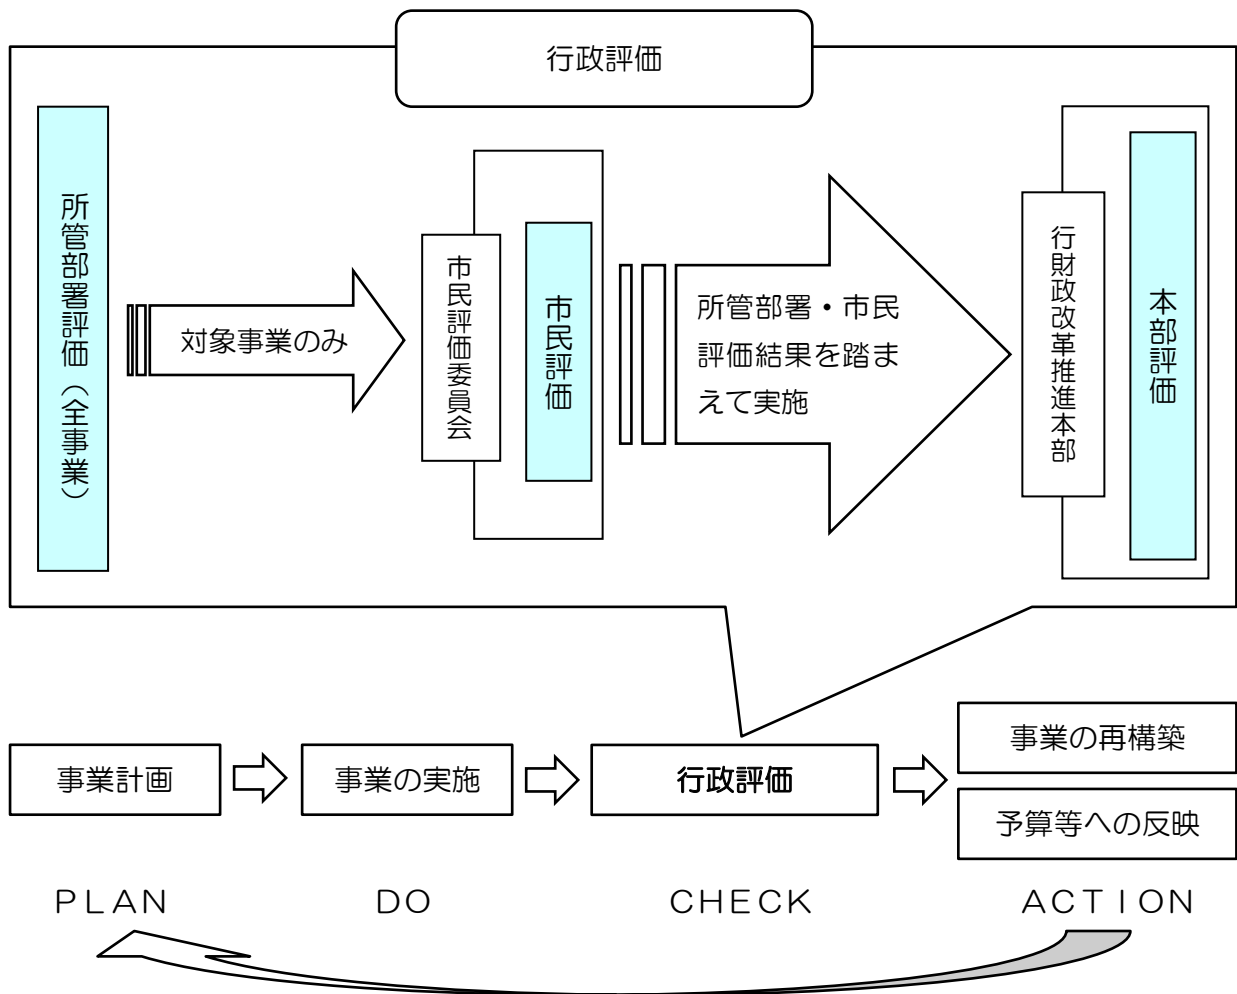 行政評価
所管部署評価（全事業）
対象事業のみ
市民評価委員会
市民評価
所管部署・市民
評価結果を踏ま
えて実施
行財政改革推進本部
本部評価
事業計画
事業の実施
行政評価
事業の再構築
予算等への反映
ＰＬＡＮ
ＤＯ
ＣＨＥＣＫ
ＡＣＴＩＯＮ